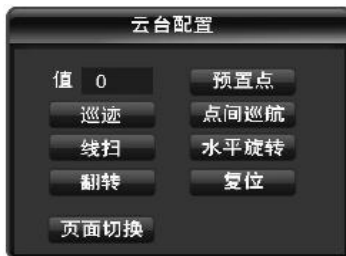 云台配置
值 0 预置点
巡迹 点间巡航
线扫 水平旋转
翻转 复位
页面切换